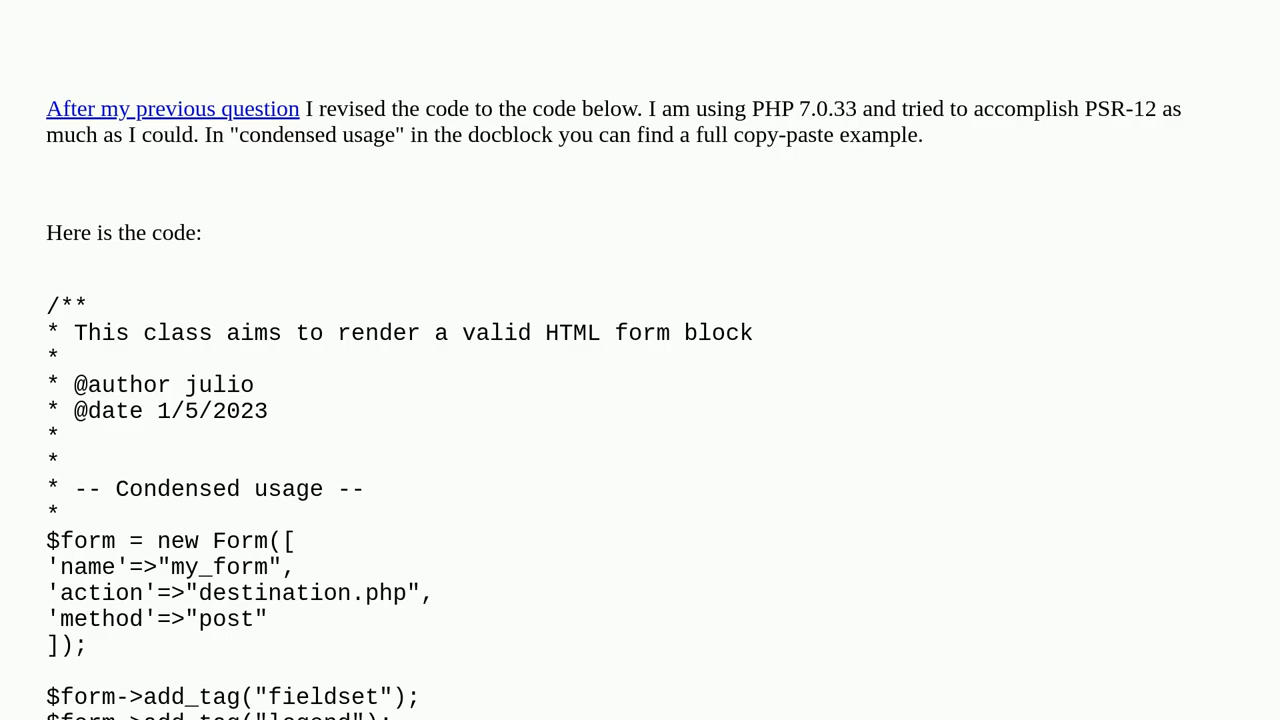 After my previous question I revised the code to the code below. I am using PHP 7.0.33 and tried to accomplish PSR-12 as
much as I could. In "condensed usage" in the docblock you can find a full copy-paste example.
Here is the code:
/**
* This class aims to render a valid HTML form block
*
* @author julio
* @date 1/5/2023
*
*
* -- Condensed usage --
*
$form = new Form([
'name'=>"my_form",
'action'=>"destination.php",
'method'=>"post"
]);
$form->add_tag("fieldset");
$form->add_tag("legend");